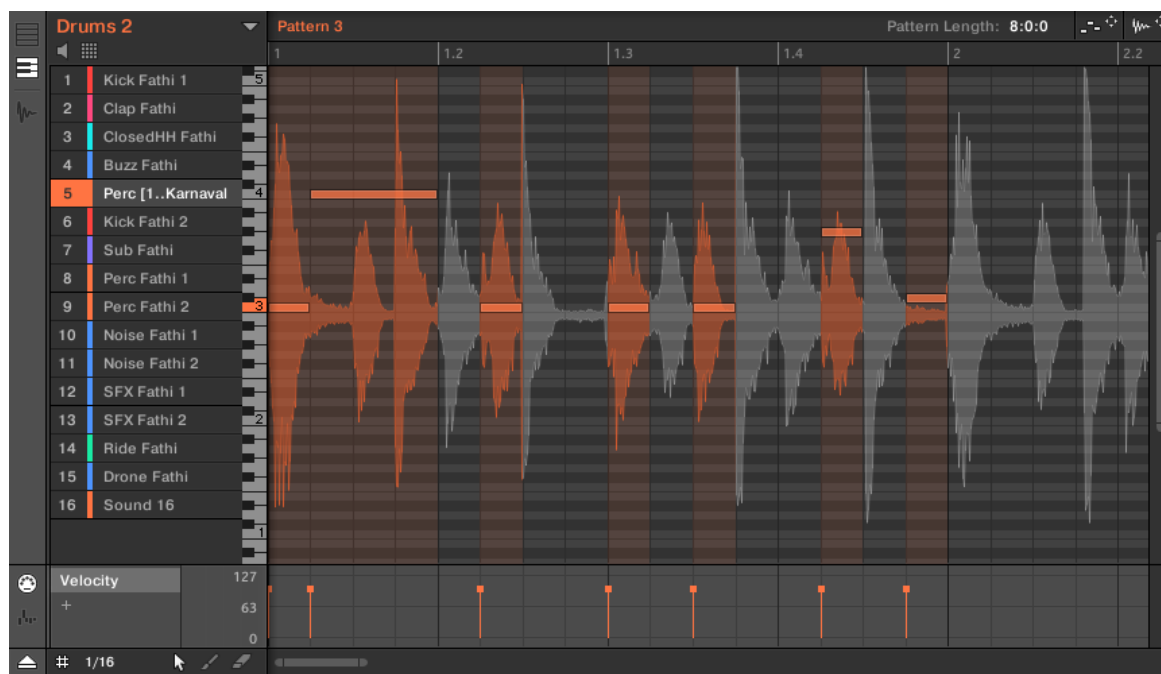 Drums 2
Pattern 3
Pattern Length: 8:0:0
1 1.2 1.3 1.4 2 2.2
1 Kick Fathi 1
2 Clap Fathi
3 ClosedHH Fathi
4 Buzz Fathi
5 Perc [1..Karnaval
6 Kick Fathi 2
7 Sub Fathi
8 Perc Fathi 1
9 Perc Fathi 2
10 Noise Fathi 1
11 Noise Fathi 2
12 SFX Fathi 1
13 SFX Fathi 2
14 Ride Fathi
15 Drone Fathi
16 Sound 16
5
4
3
2
1
Velocity
+
127
63
0
1/16